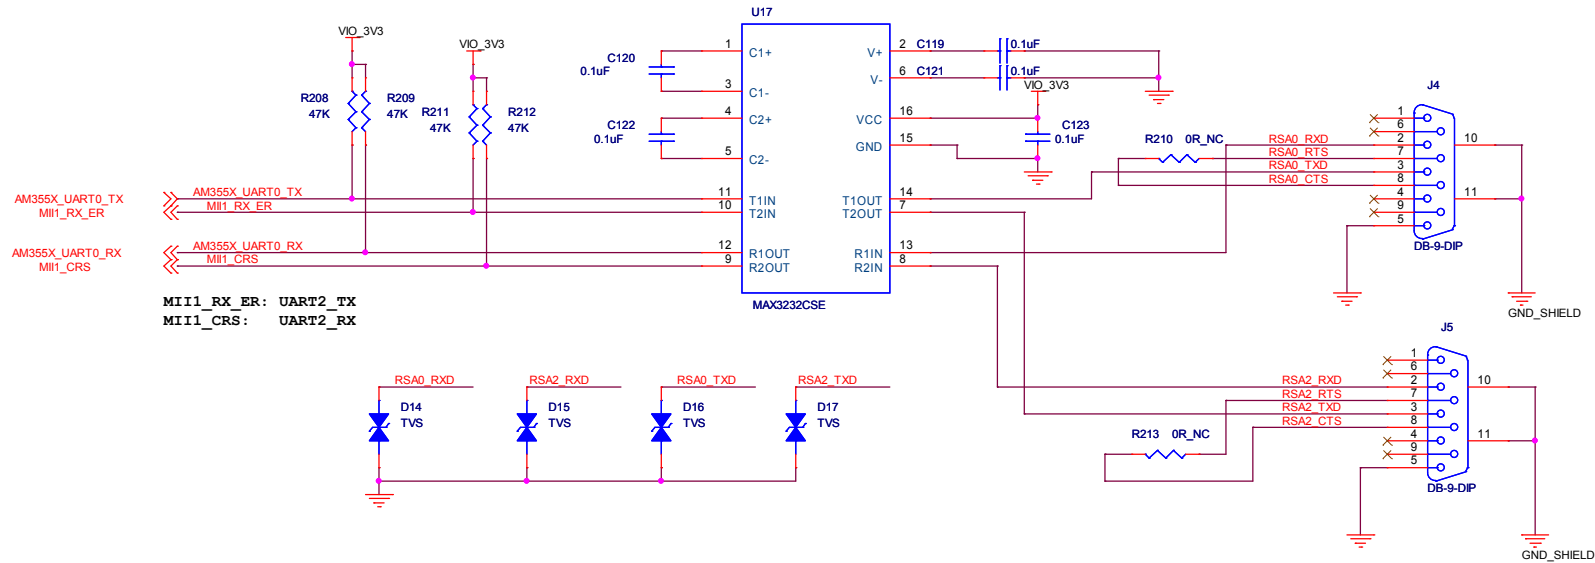 U17
MAX3232CSE
VIO_3V3
VIO_3V3
R208
47K
R209
47K
R211
47K
R212
47K
C120
0.1uF
C122
0.1uF
1
3
4
5
11
10
12
9
C1+
C1-
C2+
C2-
T1IN
T2IN
R1OUT
R2OUT
V+
V-
VCC
GND
T1OUT
T2OUT
R1IN
R2IN
2
6
16
15
14
7
13
8
C119
0.1uF
C121
0.1uF
VIO_3V3
C123
0.1uF
AM355X_UART0_TX
MII1_RX_ER
AM355X_UART0_RX
MII1_CRS
AM355X_UART0_TX
MII1_RX_ER
AM355X_UART0_RX
MII1_CRS
MII1_RX_ER: UART2_TX
MII1_CRS: UART2_RX
R210 0R_NC
RSA0_RXD
RSA0_RTS
RSA0_TXD
RSA0_CTS
J4
1
6
2
7
3
8
4
9
5
10
11
DB-9-DIP
GND_SHIELD
R213 0R_NC
RSA2_RXD
RSA2_RTS
RSA2_TXD
RSA2_CTS
J5
1
6
2
7
3
8
4
9
5
10
11
DB-9-DIP
GND_SHIELD
RSA0_RXD
D14
TVS
RSA2_RXD
D15
TVS
RSA0_TXD
D16
TVS
RSA2_TXD
D17
TVS